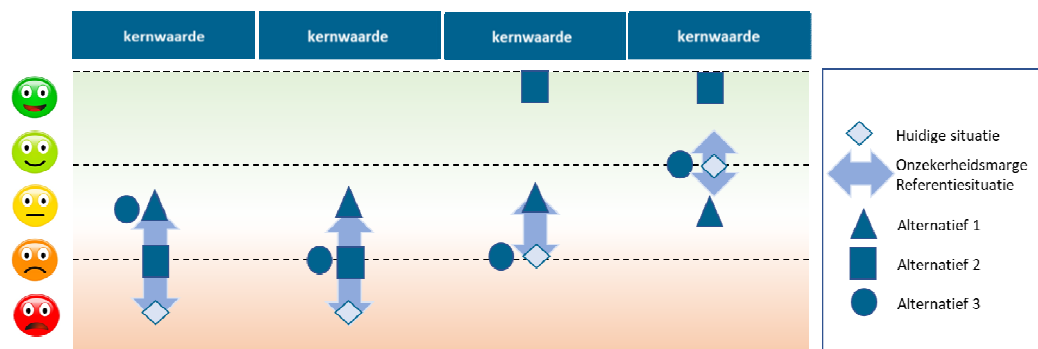 kernwaarde
kernwaarde
kernwaarde
kernwaarde
Huidige situatie
Onzekerheidsmarge
Referentiesituatie
Alternatief 1
Alternatief 2
Alternatief 3